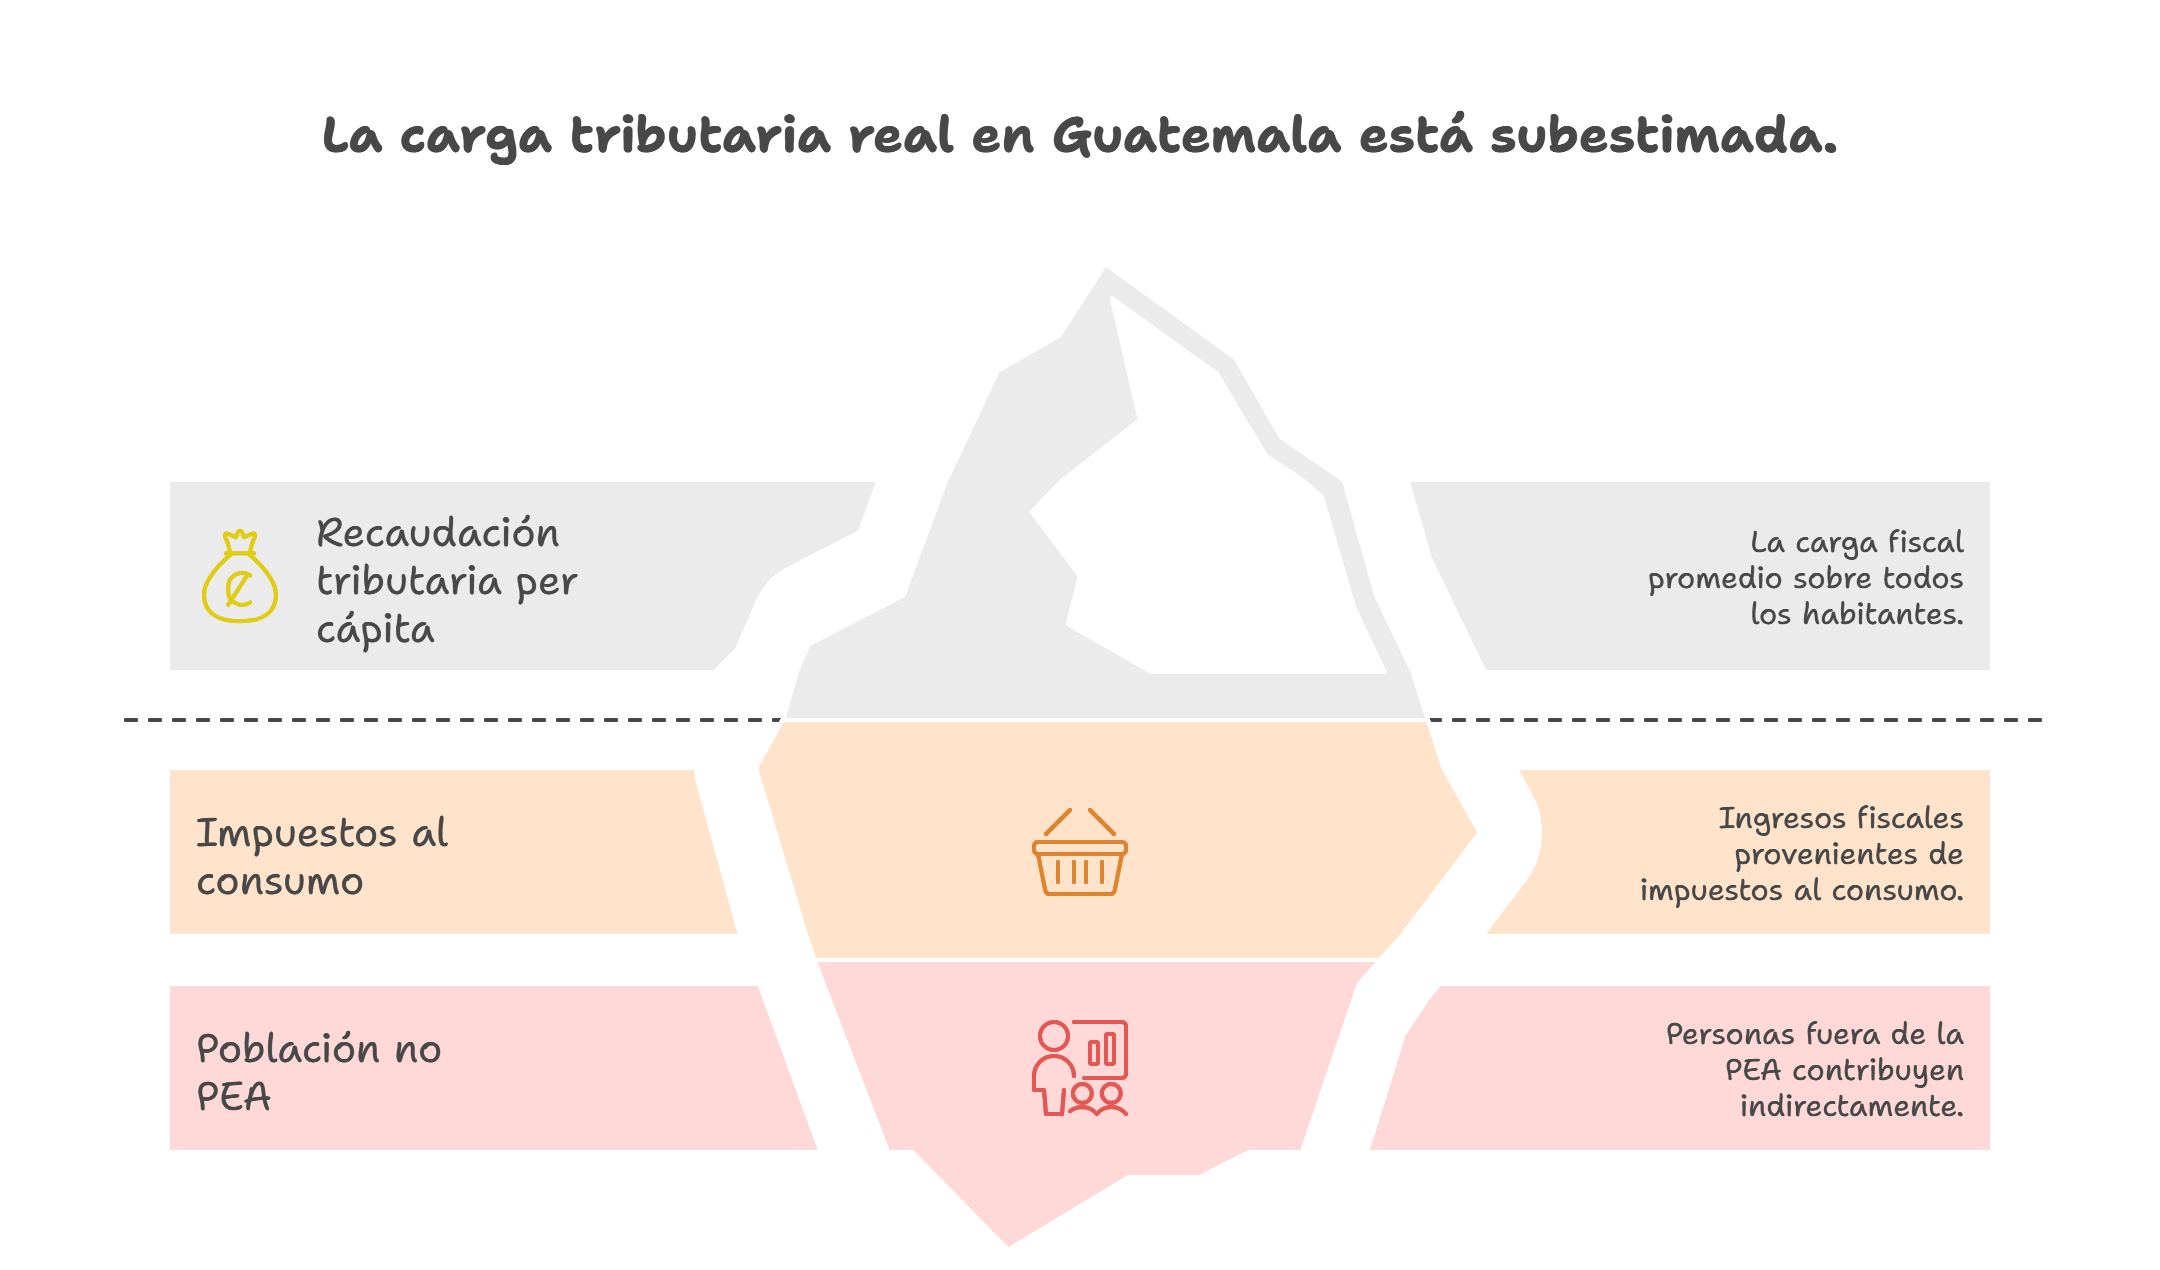 La carga tributaria real en Guatemala está subestimada.
Recaudación
tributaria per
cápita
La carga fiscal
promedio sobre todos
los habitantes.
Impuestos al
consumo
Ingresos fiscales
provenientes de
impuestos al consumo.
Población no
PEA
Personas fuera de la
PEA contribuyen
indirectamente.